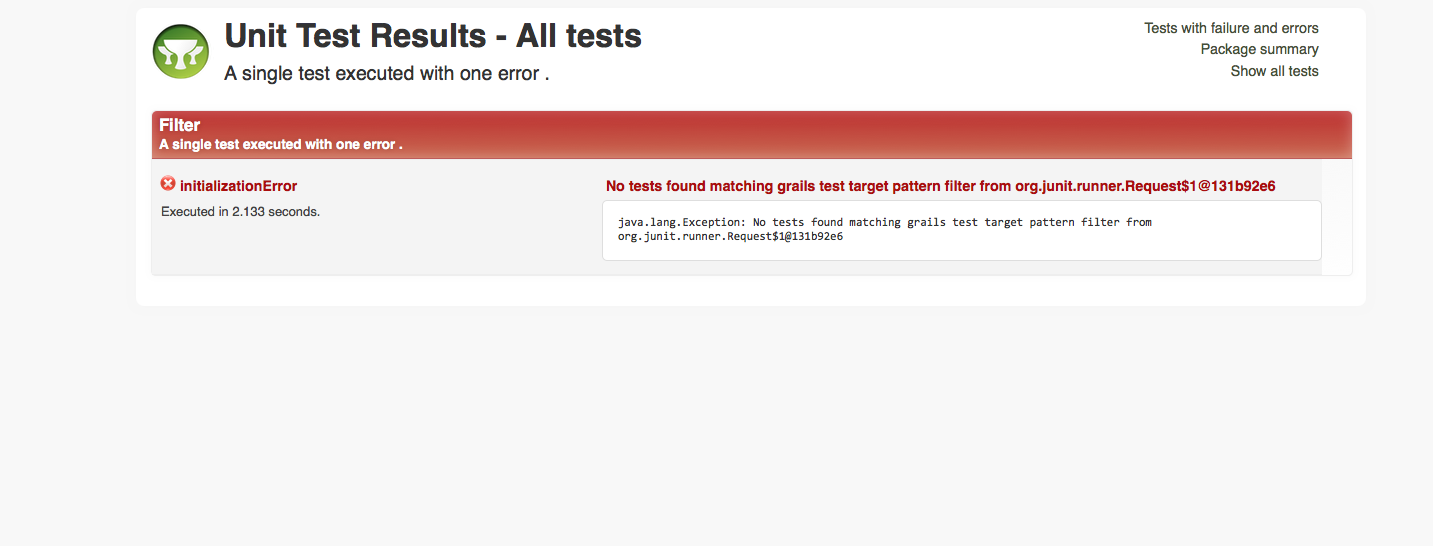 Unit Test Results - All tests
A single test executed with one error .
Tests with failure and errors
Package summary
Show all tests
Filter
A single test executed with one error .
initializationError
Executed in 2.133 seconds.
No tests found matching grails test target pattern filter from org.junit.runner.Request$1@131b92e6
java.lang.Exception: No tests found matching grails test target pattern filter from
org.junit.runner.Request$1@131b92e6